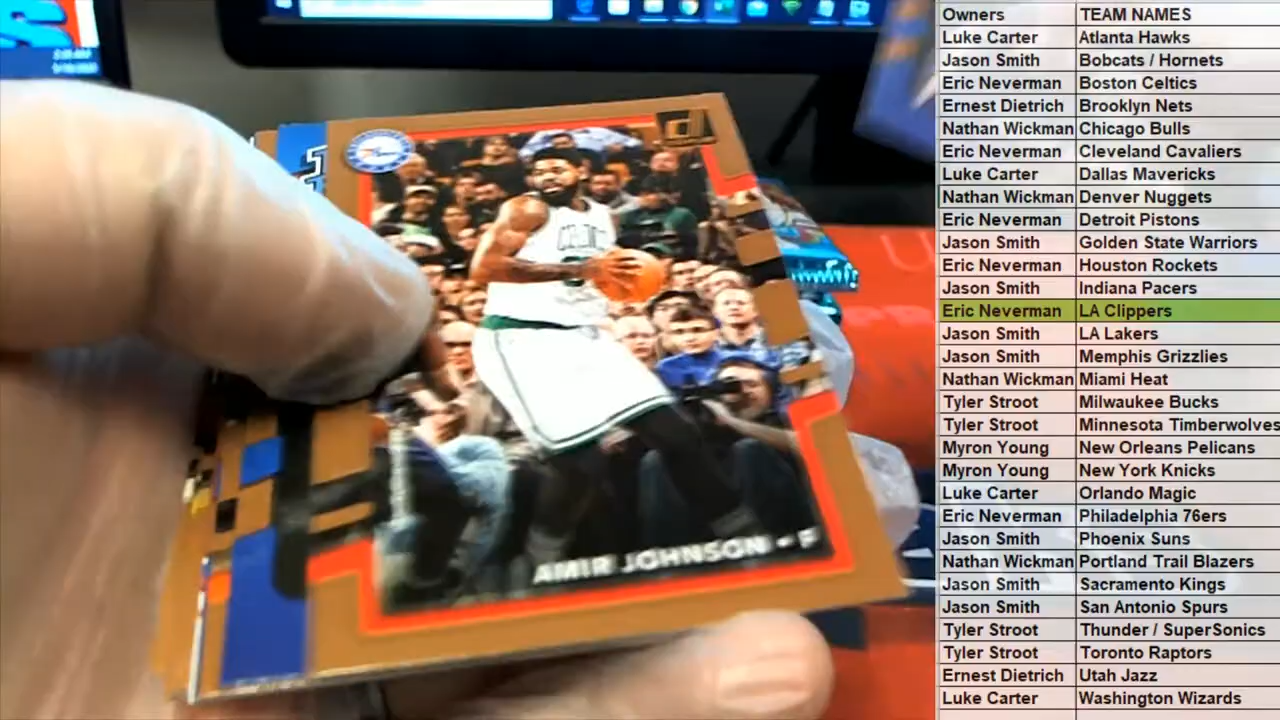 AMIR JOHNSON - F
Owners TEAM NAMES
Luke Carter Atlanta Hawks
Jason Smith Bobcats / Hornets
Eric Neverman Boston Celtics
Ernest Dietrich Brooklyn Nets
Nathan Wickman Chicago Bulls
Eric Neverman Cleveland Cavaliers
Luke Carter Dallas Mavericks
Nathan Wickman Denver Nuggets
Eric Neverman Detroit Pistons
Jason Smith Golden State Warriors
Eric Neverman Houston Rockets
Jason Smith Indiana Pacers
Eric Neverman LA Clippers
Jason Smith LA Lakers
Jason Smith Memphis Grizzlies
Nathan Wickman Miami Heat
Tyler Stroot Milwaukee Bucks
Tyler Stroot Minnesota Timberwolves
Myron Young New Orleans Pelicans
Myron Young New York Knicks
Luke Carter Orlando Magic
Eric Neverman Philadelphia 76ers
Jason Smith Phoenix Suns
Nathan Wickman Portland Trail Blazers
Jason Smith Sacramento Kings
Jason Smith San Antonio Spurs
Tyler Stroot Thunder / SuperSonics
Tyler Stroot Toronto Raptors
Ernest Dietrich Utah Jazz
Luke Carter Washington Wizards